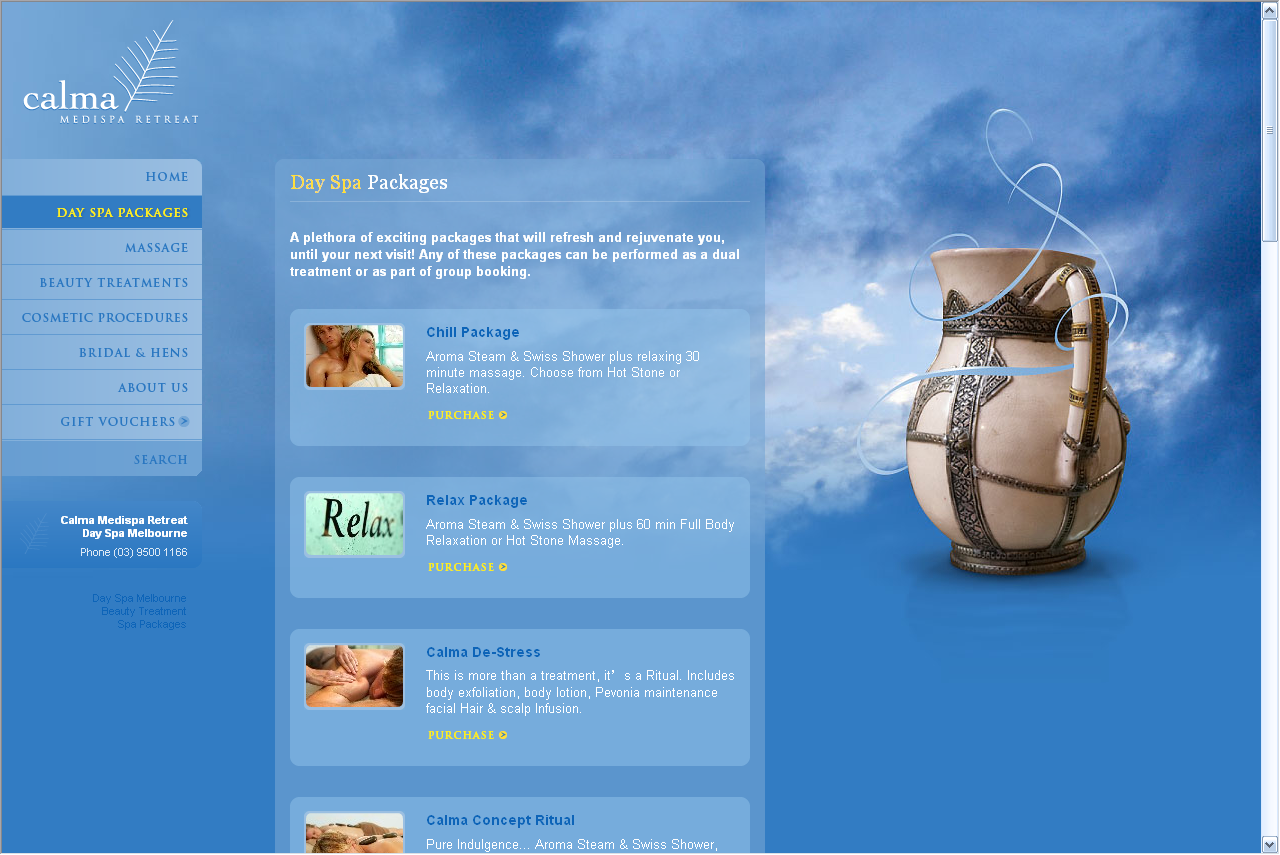 calma
MEDISPA RETREAT
HOME
DAY SPA PACKAGES
MASSAGE
BEAUTY TREATMENTS
COSMETIC PROCEDURES
BRIDAL & HENS
ABOUT US
GIFT VOUCHERS
SEARCH
Calma Medispa Retreat
Day Spa Melbourne
Phone (03) 9500 1166
Day Spa Melbourne
Beauty Treatment
Spa Packages
Day Spa Packages
A plethora of exciting packages that will refresh and rejuvenate you,
until your next visit! Any of these packages can be performed as a dual
treatment or as part of group booking.
Chill Package
Aroma Steam & Swiss Shower plus relaxing 30
minute massage. Choose from Hot Stone or
Relaxation.
PURCHASE
Relax
Relax Package
Aroma Steam & Swiss Shower plus 60 min Full Body
Relaxation or Hot Stone Massage.
PURCHASE
Calma De-Stress
This is more than a treatment, it’s a Ritual. Includes
body exfoliation, body lotion, Pevonia maintenance
facial Hair & scalp Infusion.
PURCHASE
Calma Concept Ritual
Pure Indulgence... Aroma Steam & Swiss Shower,